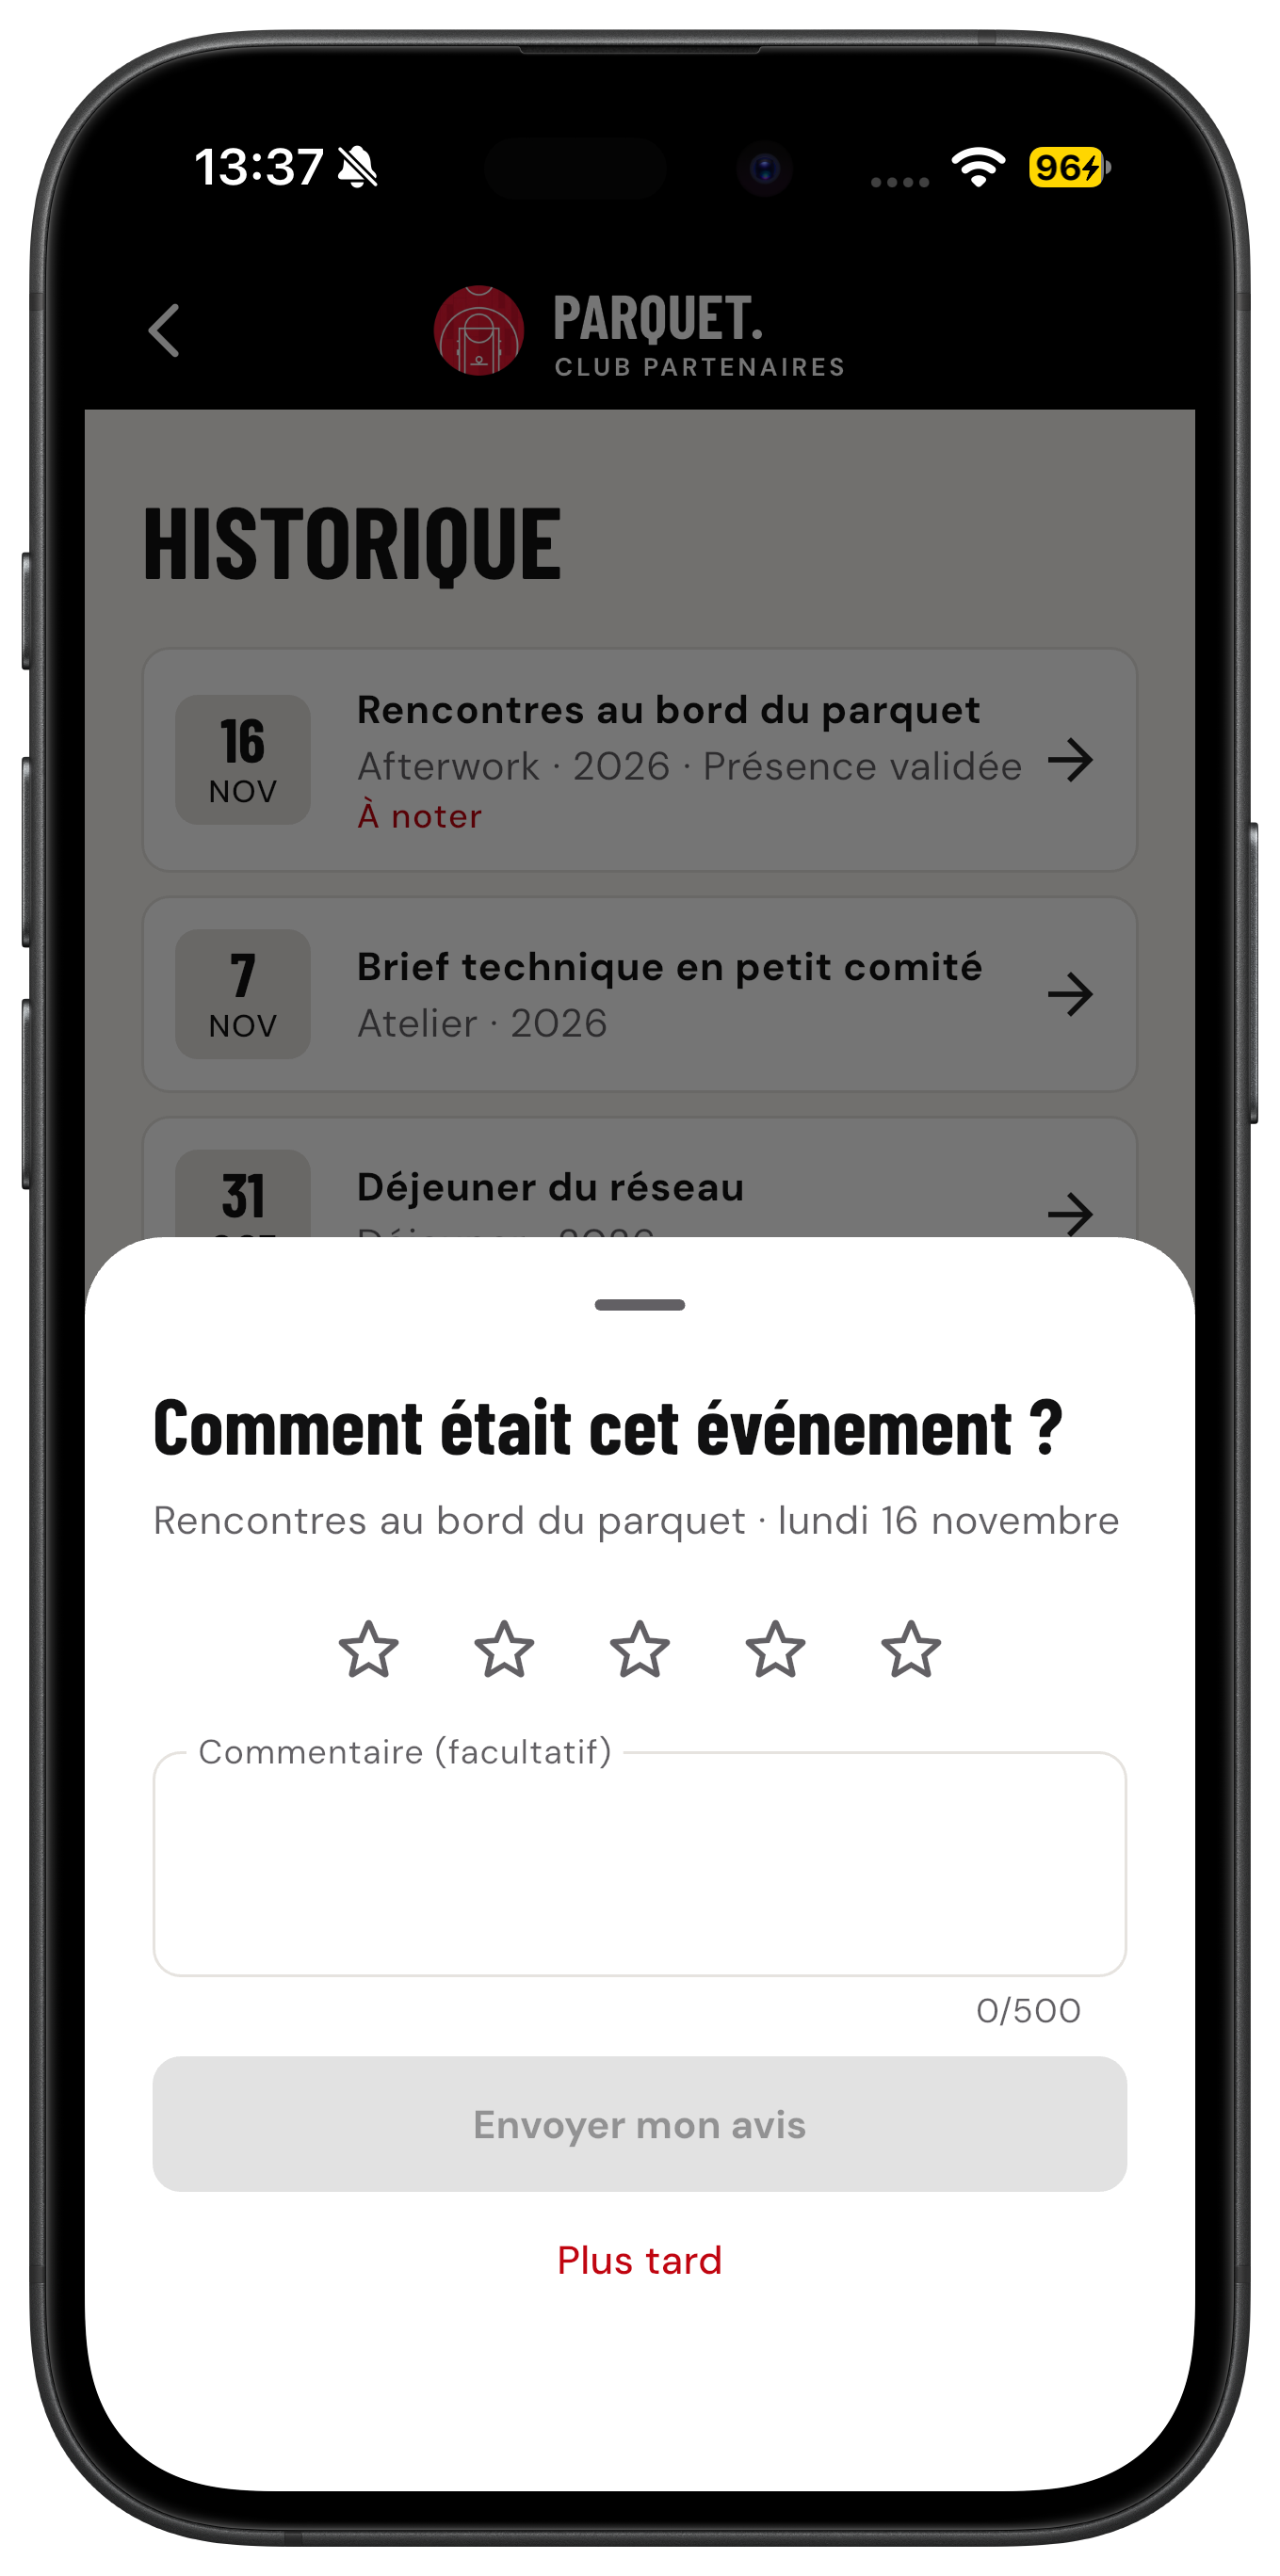 13:37
96
PARQUET.
CLUB PARTENAIRES
HISTORIQUE
16
NOV
Rencontres au bord du parquet
Afterwork · 2026 · Présence validée
À noter
7
NOV
Brief technique en petit comité
Atelier · 2026
31
Déjeuner du réseau
Comment était cet événement ?
Rencontres au bord du parquet · lundi 16 novembre
Commentaire (facultatif)
0/500
Envoyer mon avis
Plus tard